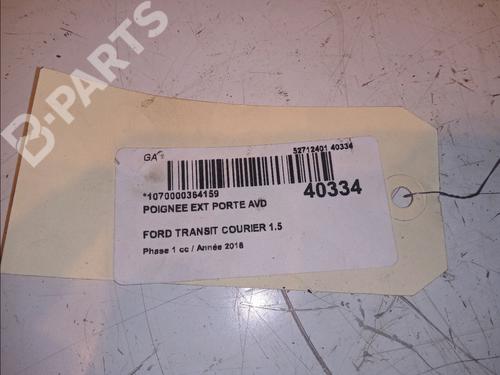 B-PARTS
GA
52712401 40334
*1070000364159
40334
POIGNEE EXT PORTE AVD
FORD TRANSIT COURIER 1.5
Phase 1 cc / Année 2018
B-PARTS